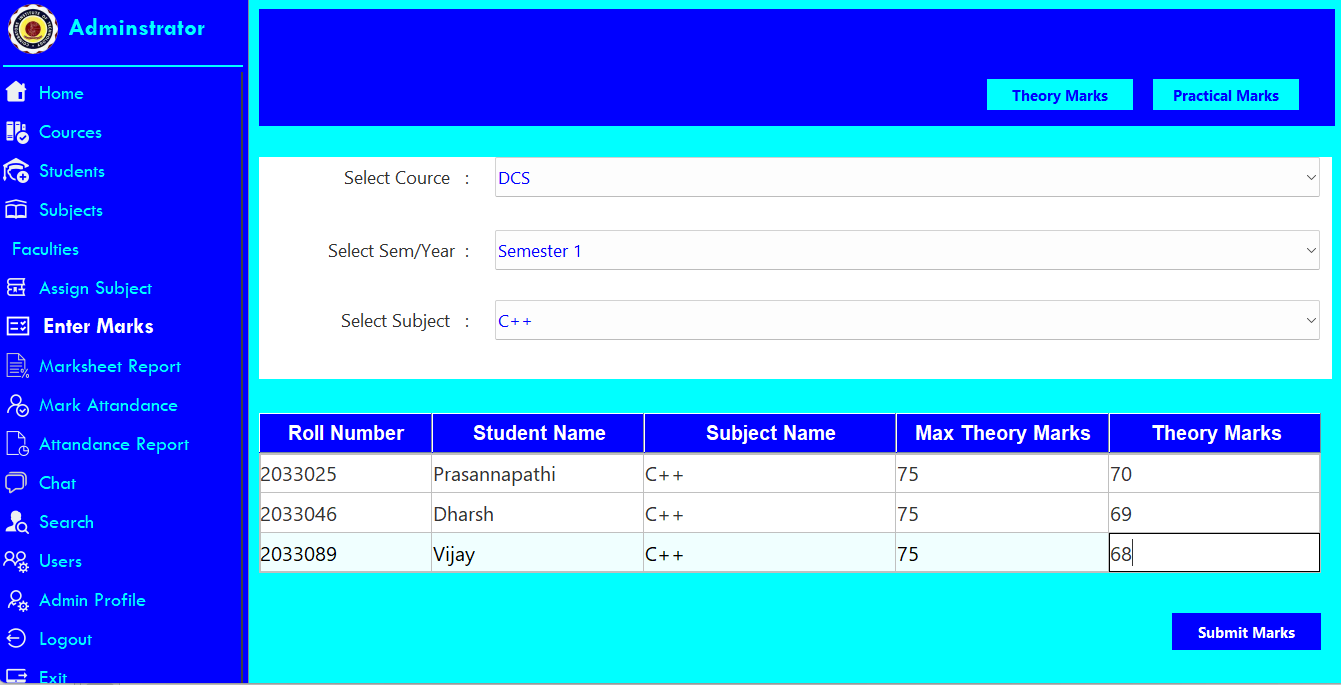 Adminstrator
Home
Cources
Students
Subjects
Faculties
Assign Subject
Enter Marks
Marksheet Report
Mark Attandance
Attandance Report
Chat
Search
Users
Admin Profile
Logout
Exit
Theory Marks Practical Marks
Select Cource : DCS
Select Sem/Year : Semester 1
Select Subject : C++
Roll Number Student Name Subject Name Max Theory Marks Theory Marks
2033025 Prasannapathi C++ 75 70
2033046 Dharsh C++ 75 69
2033089 Vijay C++ 75 68
Submit Marks